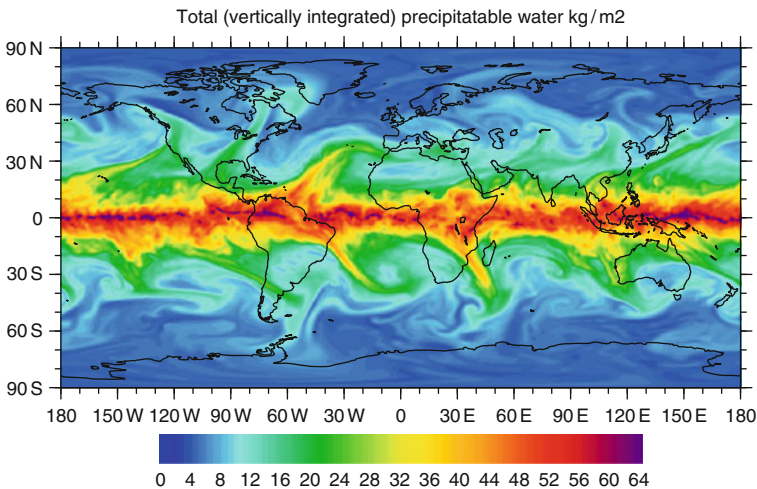 Total (vertically integrated) precipitatable water kg/m2
90 N
60 N
30 N
0
30 S
60 S
90 S
180 150 W 120 W 90 W 60 W 30 W 0 30 E 60 E 90 E 120 E 150 E 180
0 4 8 12 16 20 24 28 32 36 40 44 48 52 56 60 64